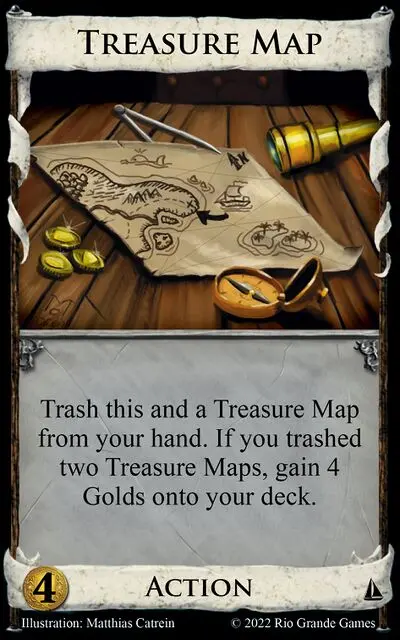 TREASURE MAP
Trash this and a Treasure Map
from your hand. If you trashed
two Treasure Maps, gain 4
Golds onto your deck.
4
ACTION
Illustration: Matthias Catrein
© 2022 Rio Grande Games